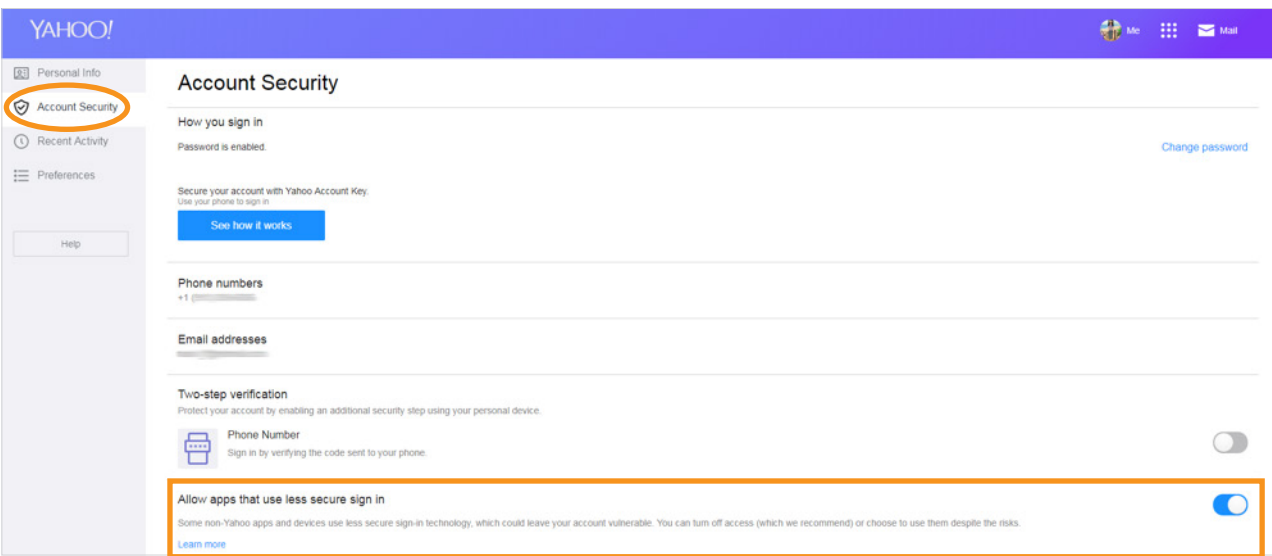 YAHOO!
Me
Mail
Personal Info
Account Security
Recent Activity
Preferences
Help
Account Security
How you sign in
Password is enabled.
Change password
Secure your account with Yahoo Account Key.
Use your phone to sign in
See how it works
Phone numbers
+1
Email addresses
Two-step verification
Protect your account by enabling an additional security step using your personal device.
Phone Number
Sign in by verifying the code sent to your phone.
Allow apps that use less secure sign in
Some non-Yahoo apps and devices use less secure sign-in technology, which could leave your account vulnerable. You can turn off access (which we recommend) or choose to use them despite the risks.
Learn more